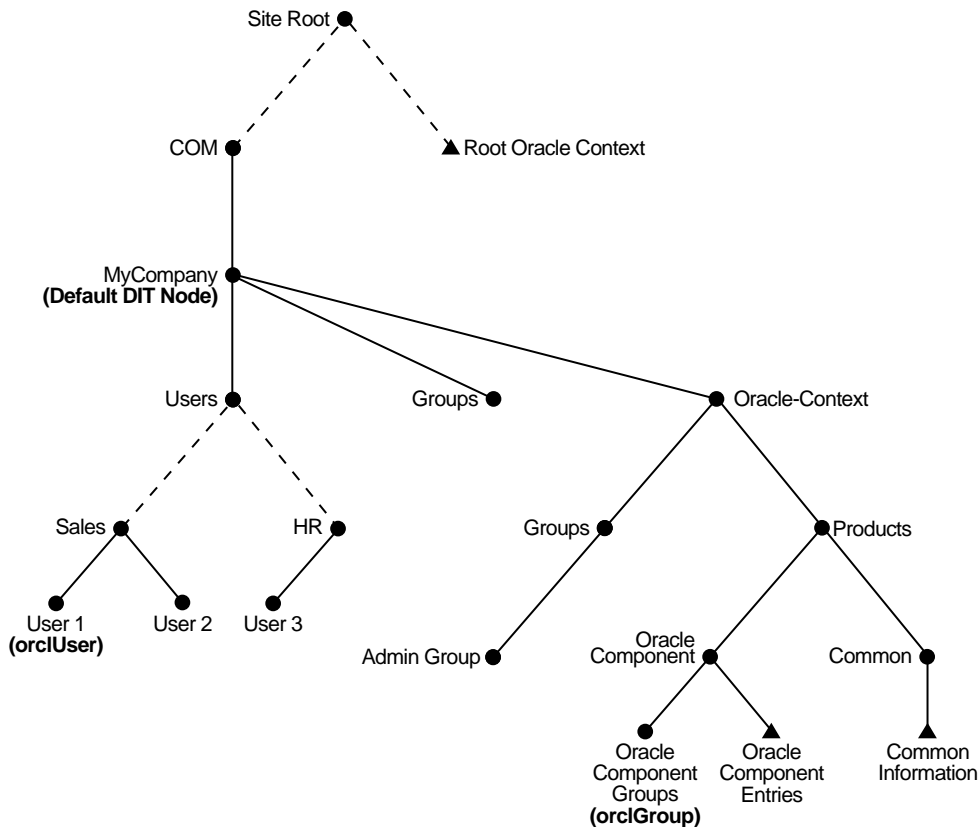 Site Root
COM
Root Oracle Context
MyCompany
(Default DIT Node)
Users
Groups
Oracle-Context
Sales
HR
Groups
Products
User 1
(orclUser)
User 2
User 3
Admin Group
Oracle
Component
Common
Oracle
Component
Groups
(orclGroup)
Oracle
Component
Entries
Common
Information